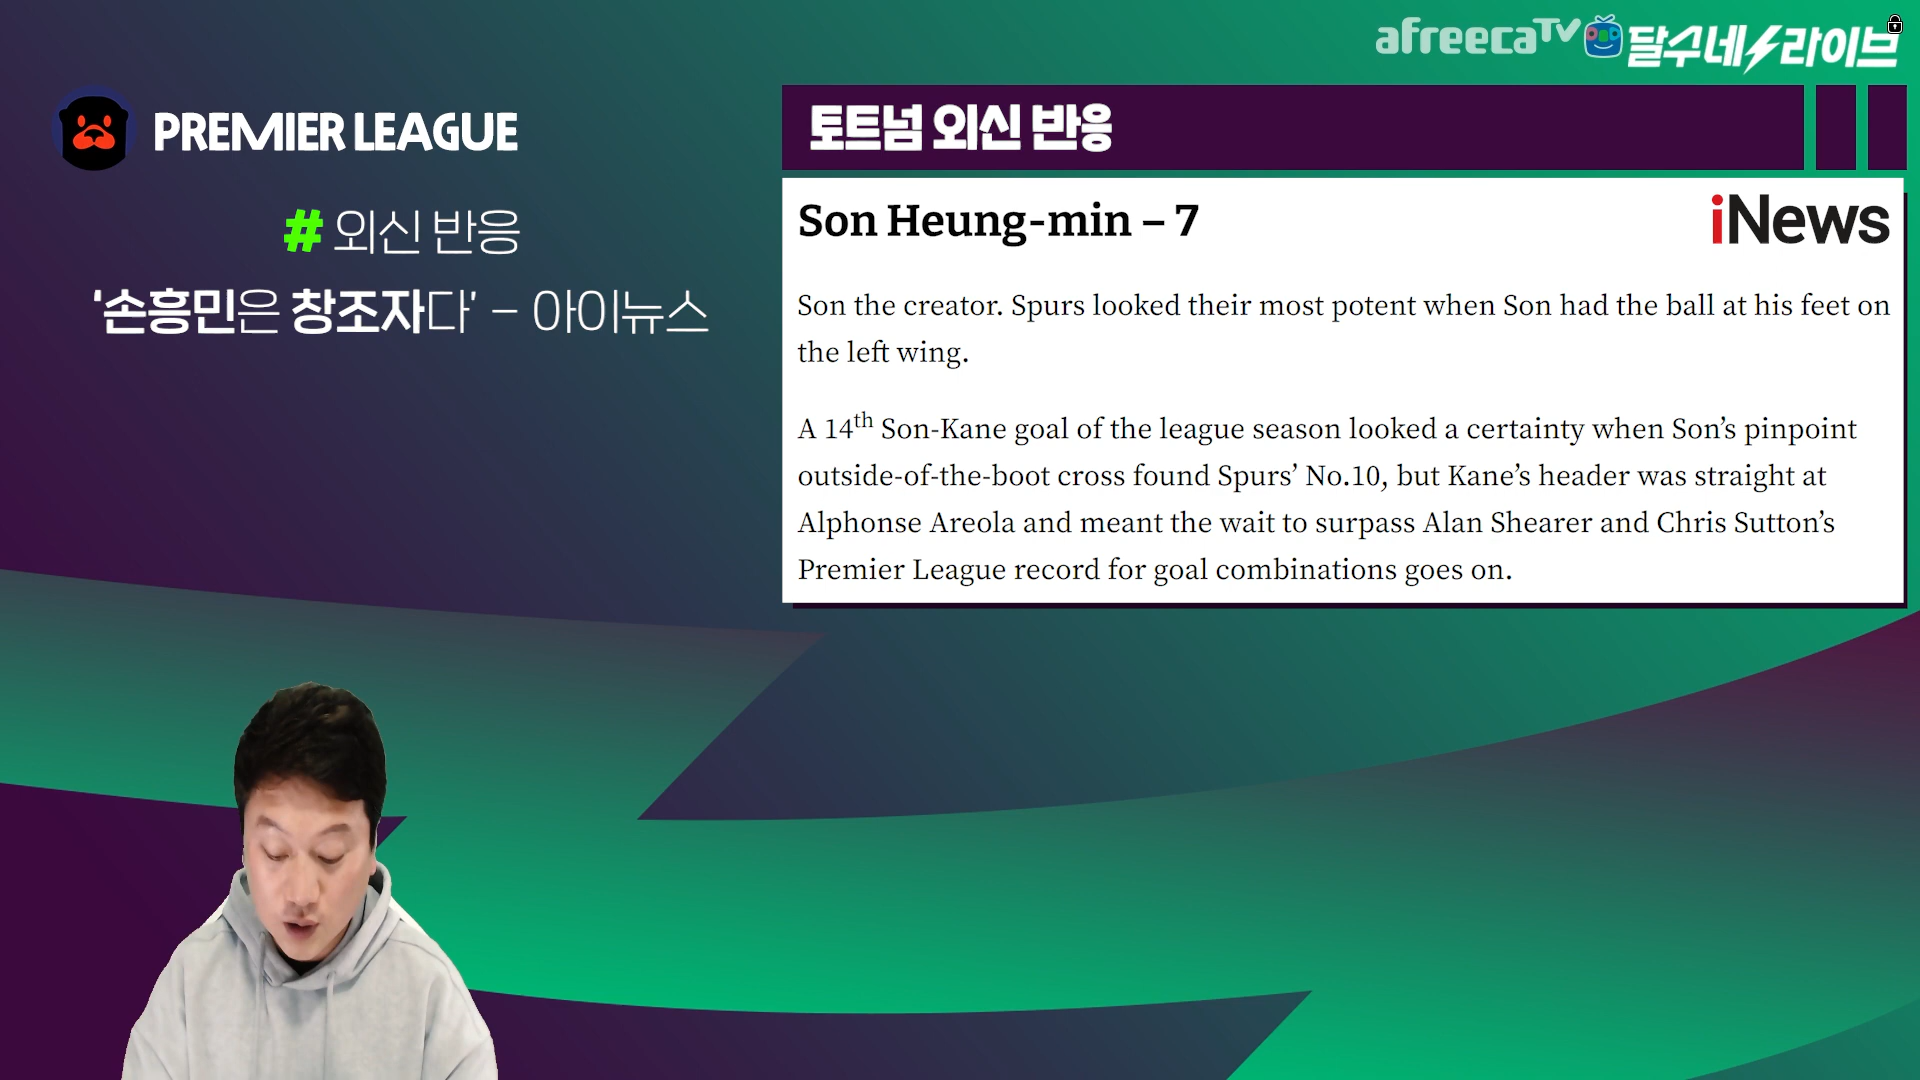 afreecaTV 달수네라이브
PREMIER LEAGUE
# 외신 반응
'손흥민은 창조자다' - 아이뉴스
토트넘 외신 반응
Son Heung-min – 7
iNews
Son the creator. Spurs looked their most potent when Son had the ball at his feet on
the left wing.
A 14th Son-Kane goal of the league season looked a certainty when Son’s pinpoint
outside-of-the-boot cross found Spurs’ No.10, but Kane’s header was straight at
Alphonse Areola and meant the wait to surpass Alan Shearer and Chris Sutton’s
Premier League record for goal combinations goes on.